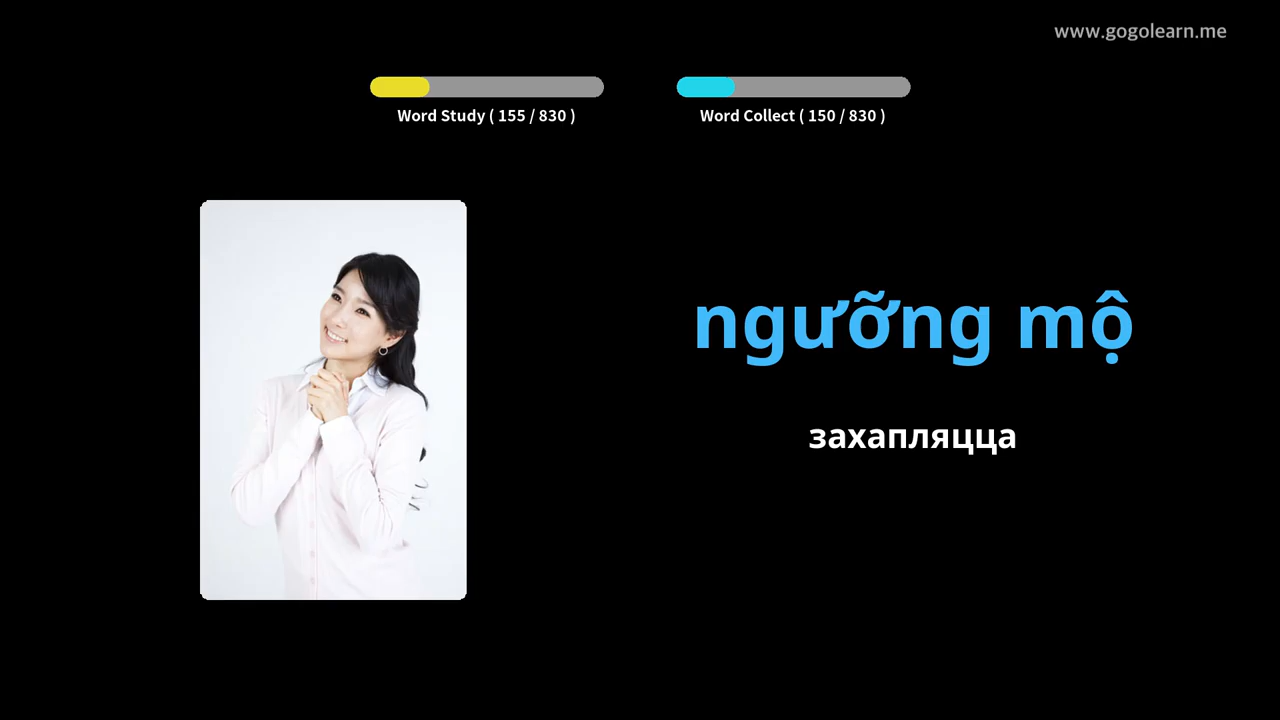 www.gogolearn.me
Word Study ( 155 / 830 )
Word Collect ( 150 / 830 )
ngưỡng mộ
захапляцца